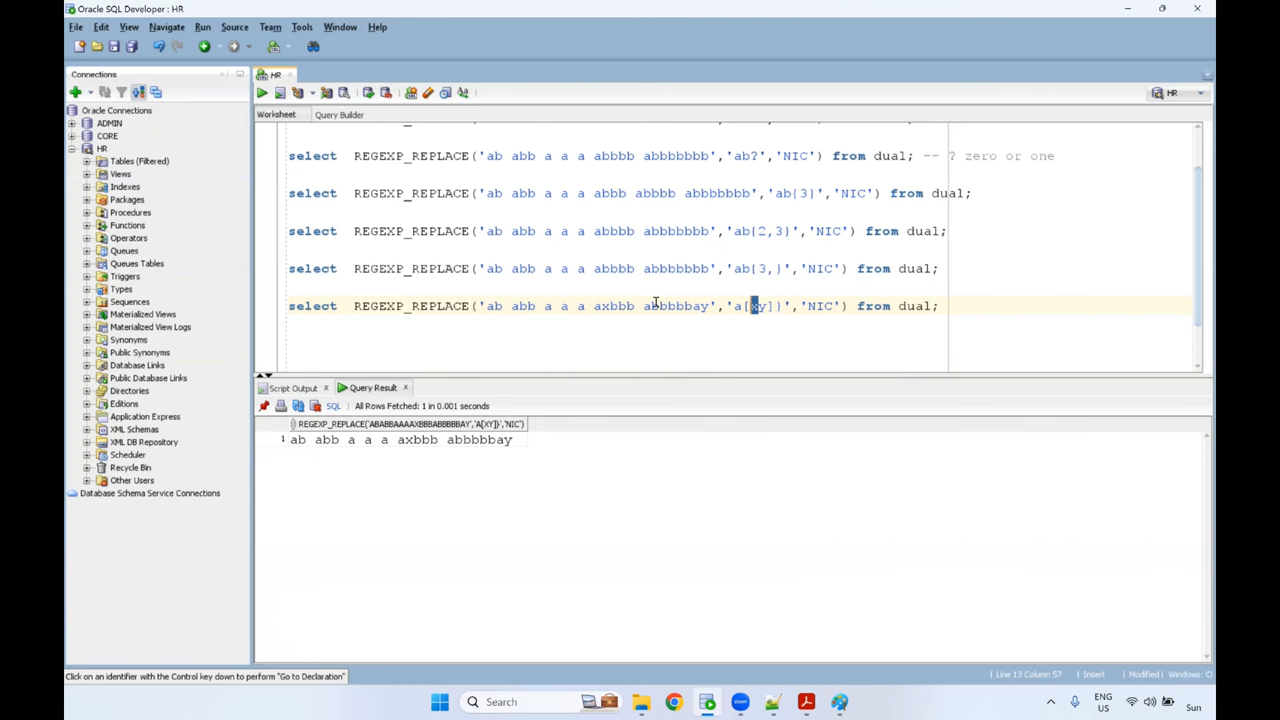 Oracle SQL Developer : HR
File Edit View Navigate Run Source Team Tools Window Help
Connections
Oracle Connections
ADMIN
CORE
HR
Tables (Filtered)
Views
Indexes
Packages
Procedures
Functions
Operators
Queues
Queues Tables
Triggers
Types
Sequences
Materialized Views
Materialized View Logs
Synonyms
Public Synonyms
Database Links
Public Database Links
Directories
Editions
Application Express
XML Schemas
XML DB Repository
Scheduler
Recycle Bin
Other Users
Database Schema Service Connections
HR
HR
Worksheet Query Builder
select REGEXP_REPLACE('ab abb a a a abbbb abbbbbbb','ab?','NIC') from dual; -- ? zero or one
select REGEXP_REPLACE('ab abb a a a abbb abbbb abbbbbbb','ab{3}','NIC') from dual;
select REGEXP_REPLACE('ab abb a a a abbbb abbbbbbb','ab{2,3}','NIC') from dual;
select REGEXP_REPLACE('ab abb a a a abbbb abbbbbbb','ab{3,}','NIC') from dual;
select REGEXP_REPLACE('ab abb a a a axbbb abbbbbay','a[xy]}','NIC') from dual;
Script Output x Query Result x
SQL All Rows Fetched: 1 in 0.001 seconds
REGEXP_REPLACE('ABABBAAAAXBBBABBBBBAY','A[XY]}','NIC')
1 ab abb a a a axbbb abbbbbay
Click on an identifier with the Control key down to perform "Go to Declaration"
Line 13 Column 57 Insert Modified Windows: C
Search
ENG
US
Sun